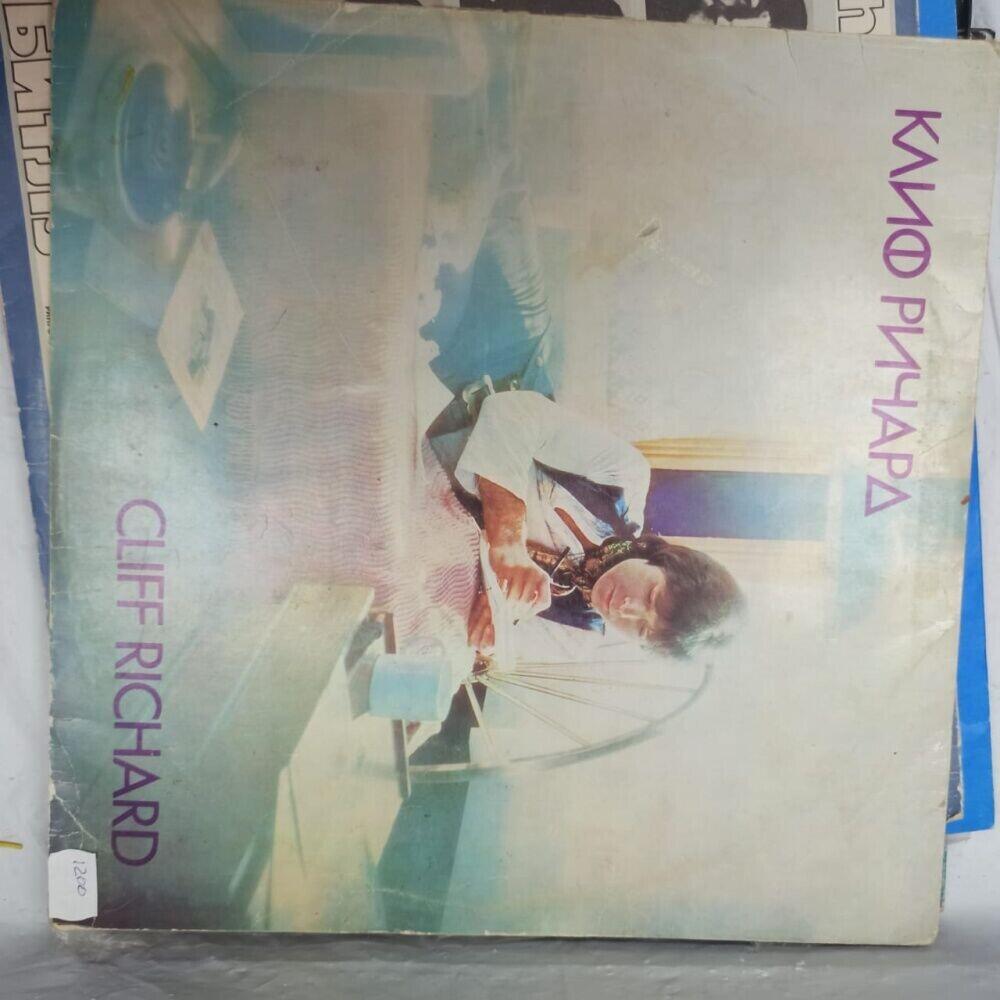 КЛИФ РИЧАРД
CLIFF RICHARD
1200
БИТЛЗ